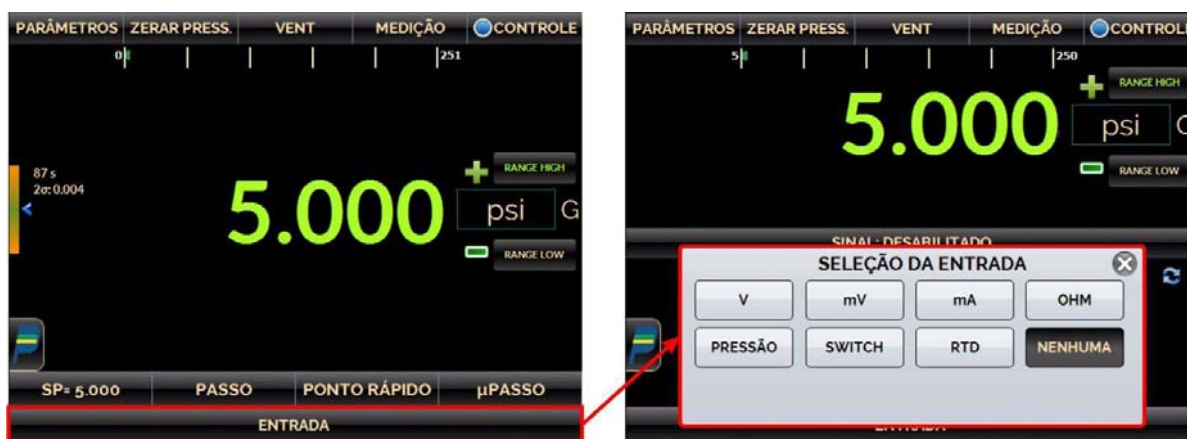 PARÂMETROS ZERAR PRESS. VENT MEDIÇÃO CONTROLE
0 251
87 s
2σ: 0.004
5.000
RANGE HIGH
psi G
RANGE LOW
SP= 5.000 PASSO PONTO RÁPIDO µPASSO
ENTRADA
PARÂMETROS ZERAR PRESS. VENT MEDIÇÃO CONTROL
5 250
5.000
RANGE HIGH
psi
RANGE LOW
SINAL: DESABILITADO
SELEÇÃO DA ENTRADA
V mV mA OHM
PRESSÃO SWITCH RTD NENHUMA